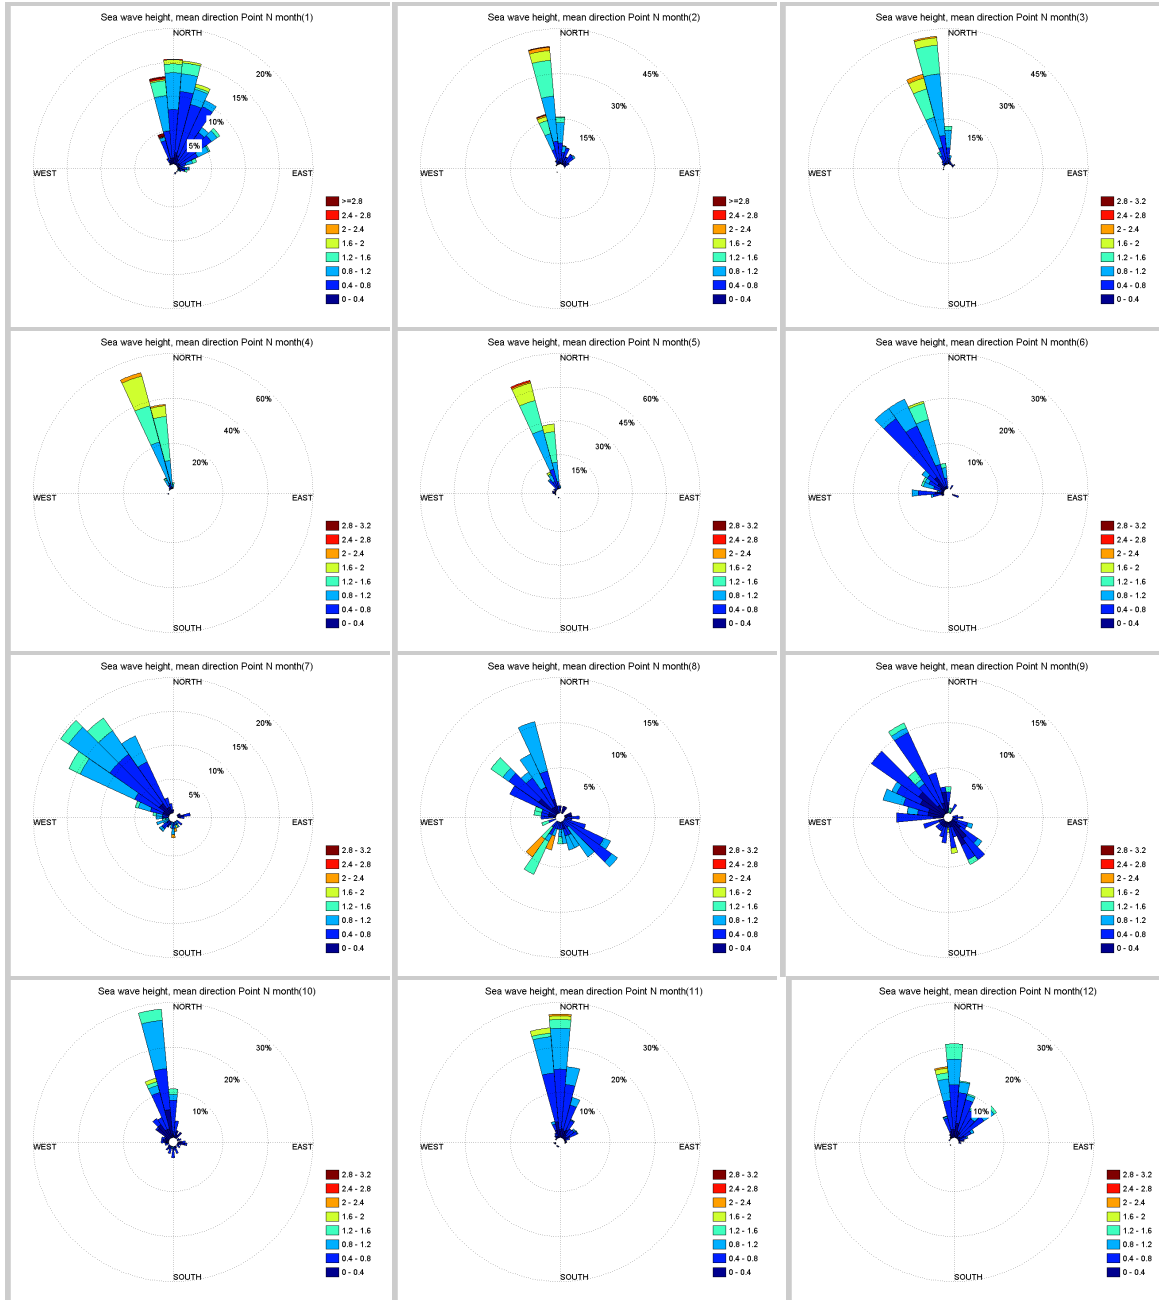 Sea wave height, mean direction Point N month(1)
NORTH
20%
15%
10%
5%
WEST
EAST
>=2.8
2.4 - 2.8
2 - 2.4
1.6 - 2
1.2 - 1.6
0.8 - 1.2
0.4 - 0.8
0 - 0.4
SOUTH
Sea wave height, mean direction Point N month(2)
NORTH
45%
30%
15%
WEST
EAST
>=2.8
2.4 - 2.8
2 - 2.4
1.6 - 2
1.2 - 1.6
0.8 - 1.2
0.4 - 0.8
0 - 0.4
SOUTH
Sea wave height, mean direction Point N month(3)
NORTH
45%
30%
15%
WEST
EAST
2.8 - 3.2
2.4 - 2.8
2 - 2.4
1.6 - 2
1.2 - 1.6
0.8 - 1.2
0.4 - 0.8
0 - 0.4
SOUTH
Sea wave height, mean direction Point N month(4)
NORTH
60%
40%
20%
WEST
EAST
2.8 - 3.2
2.4 - 2.8
2 - 2.4
1.6 - 2
1.2 - 1.6
0.8 - 1.2
0.4 - 0.8
0 - 0.4
SOUTH
Sea wave height, mean direction Point N month(5)
NORTH
60%
45%
30%
15%
WEST
EAST
2.8 - 3.2
2.4 - 2.8
2 - 2.4
1.6 - 2
1.2 - 1.6
0.8 - 1.2
0.4 - 0.8
0 - 0.4
SOUTH
Sea wave height, mean direction Point N month(6)
NORTH
30%
20%
10%
WEST
EAST
2.8 - 3.2
2.4 - 2.8
2 - 2.4
1.6 - 2
1.2 - 1.6
0.8 - 1.2
0.4 - 0.8
0 - 0.4
SOUTH
Sea wave height, mean direction Point N month(7)
NORTH
20%
15%
10%
5%
WEST
EAST
2.8 - 3.2
2.4 - 2.8
2 - 2.4
1.6 - 2
1.2 - 1.6
0.8 - 1.2
0.4 - 0.8
0 - 0.4
SOUTH
Sea wave height, mean direction Point N month(8)
NORTH
15%
10%
5%
WEST
EAST
2.8 - 3.2
2.4 - 2.8
2 - 2.4
1.6 - 2
1.2 - 1.6
0.8 - 1.2
0.4 - 0.8
0 - 0.4
SOUTH
Sea wave height, mean direction Point N month(9)
NORTH
15%
10%
5%
WEST
EAST
2.8 - 3.2
2.4 - 2.8
2 - 2.4
1.6 - 2
1.2 - 1.6
0.8 - 1.2
0.4 - 0.8
0 - 0.4
SOUTH
Sea wave height, mean direction Point N month(10)
NORTH
30%
20%
10%
WEST
EAST
2.8 - 3.2
2.4 - 2.8
2 - 2.4
1.6 - 2
1.2 - 1.6
0.8 - 1.2
0.4 - 0.8
0 - 0.4
SOUTH
Sea wave height, mean direction Point N month(11)
NORTH
30%
20%
10%
WEST
EAST
2.8 - 3.2
2.4 - 2.8
2 - 2.4
1.6 - 2
1.2 - 1.6
0.8 - 1.2
0.4 - 0.8
0 - 0.4
SOUTH
Sea wave height, mean direction Point N month(12)
NORTH
30%
20%
10%
WEST
EAST
2.8 - 3.2
2.4 - 2.8
2 - 2.4
1.6 - 2
1.2 - 1.6
0.8 - 1.2
0.4 - 0.8
0 - 0.4
SOUTH